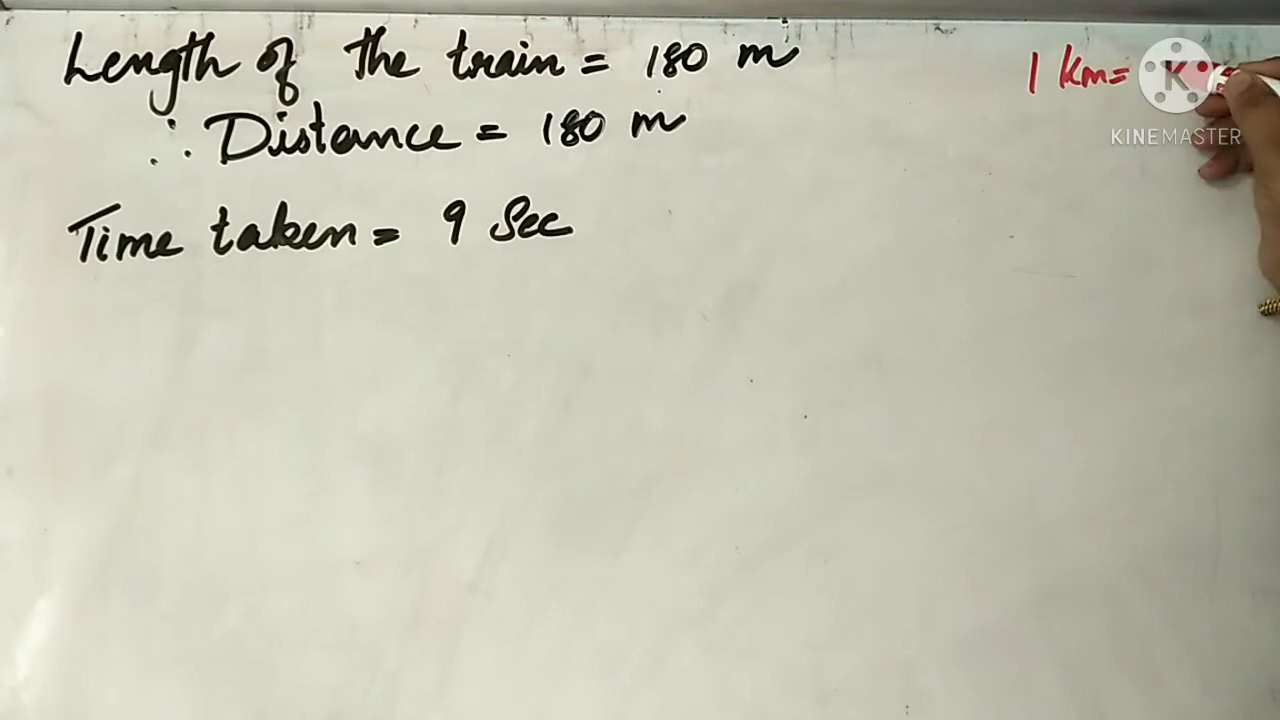 Length of the train = 180 m
1 Km=
∴ Distance = 180 m
Time taken = 9 Sec
K
KINEMASTER